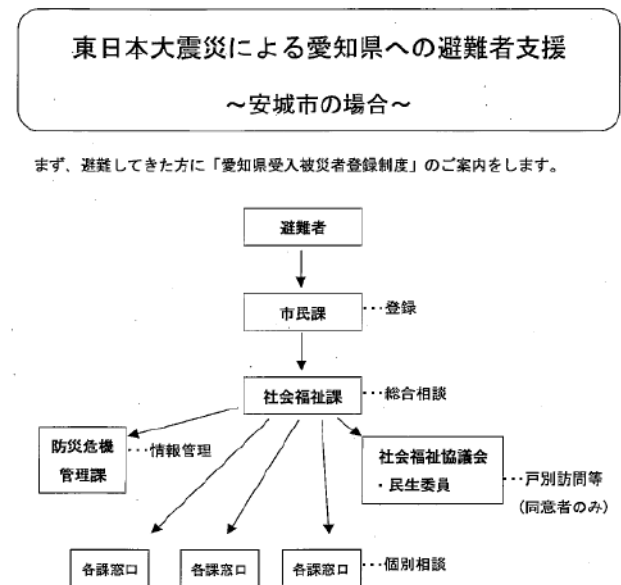 東日本大震災による愛知県への避難者支援
～安城市の場合～
まず、避難してきた方に「愛知県受入被災者登録制度」のご案内をします。
避難者
市民課
･･･登録
社会福祉課
･･･総合相談
防災危機
管理課
･･･情報管理
社会福祉協議会
・民生委員
･･･戸別訪問等
(同意者のみ)
各課窓口
各課窓口
各課窓口
･･･個別相談